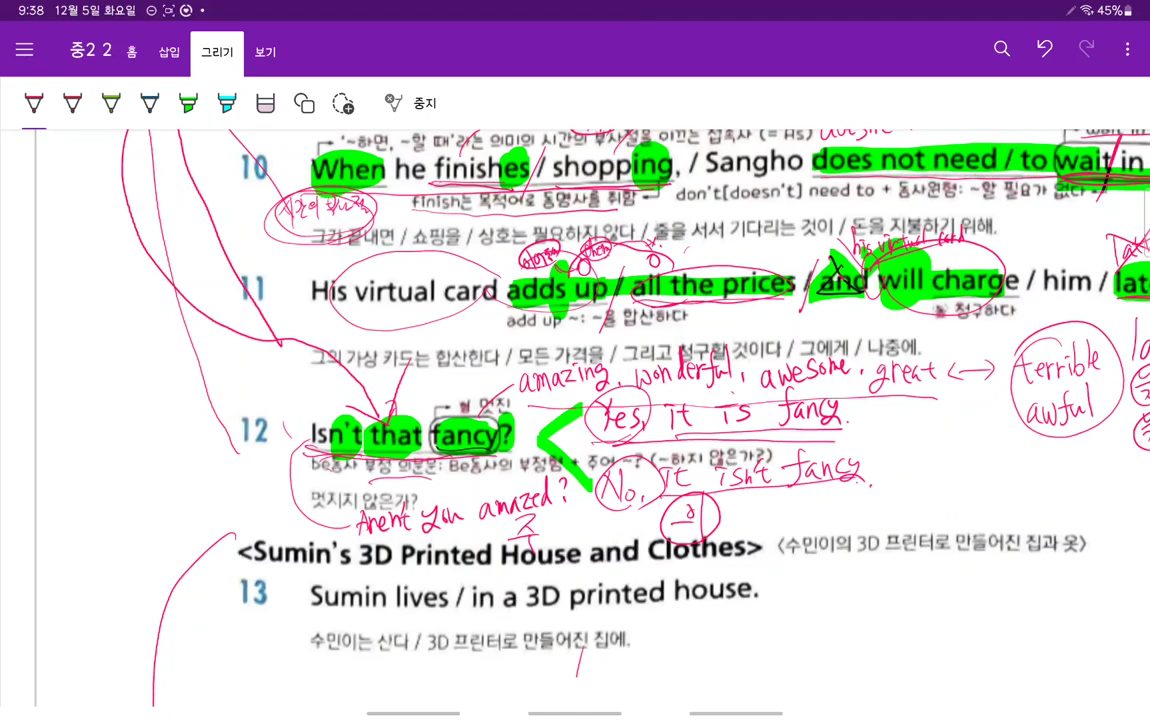 9:38 12월 5일 화요일 45%
중2 2 홈 삽입 그리기 보기
중지
'~하면, ~할 때'라는 의미의 시간의 부사절을 이끄는 접속사 (= As)
10 When he finishes / shopping, / Sangho does not need / to wait in
finish는 목적어로 동명사를 취함 don't[doesn't] need to + 동사원형: ~할 필요가 없다
그가 끝내면 / 쇼핑을 / 상호는 필요하지 않다 / 줄을 서서 기다리는 것이 / 돈을 지불하기 위해.
them his virtual card
11 His virtual card adds up / all the prices / and will charge / him / lat
add up ~: ~을 합산하다 청구하다
그의 가상 카드는 합산한다 / 모든 가격을 / 그리고 청구할 것이다 / 그에게 / 나중에.
amazing, wonderful, awesome, great <-> terrible awful
형 멋진
Yes, it is fancy.
12 Isn't that fancy?
be동사 부정 의문문: Be동사의 부정형 + 주어 ~? (~하지 않은가?)
No, it isn't fancy.
멋지지 않은가?
Aren't you amazed?
<Sumin's 3D Printed House and Clothes> 〈수민이의 3D 프린터로 만들어진 집과 옷〉
13 Sumin lives / in a 3D printed house.
수민이는 산다 / 3D 프린터로 만들어진 집에.